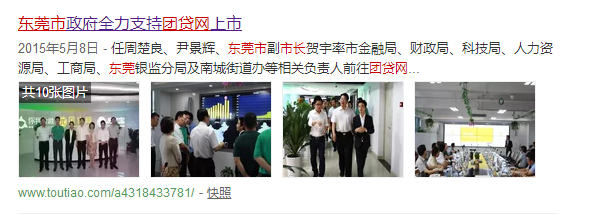 东莞市政府全力支持团贷网上市
2015年5月8日 - 任周楚良、尹景辉、东莞市副市长贺宇率市金融局、财政局、科技局、人力资
源局、工商局、东莞银监分局及南城街道办等相关负责人前往团贷网...
共10张图片
www.toutiao.com/a4318433781/ - 快照